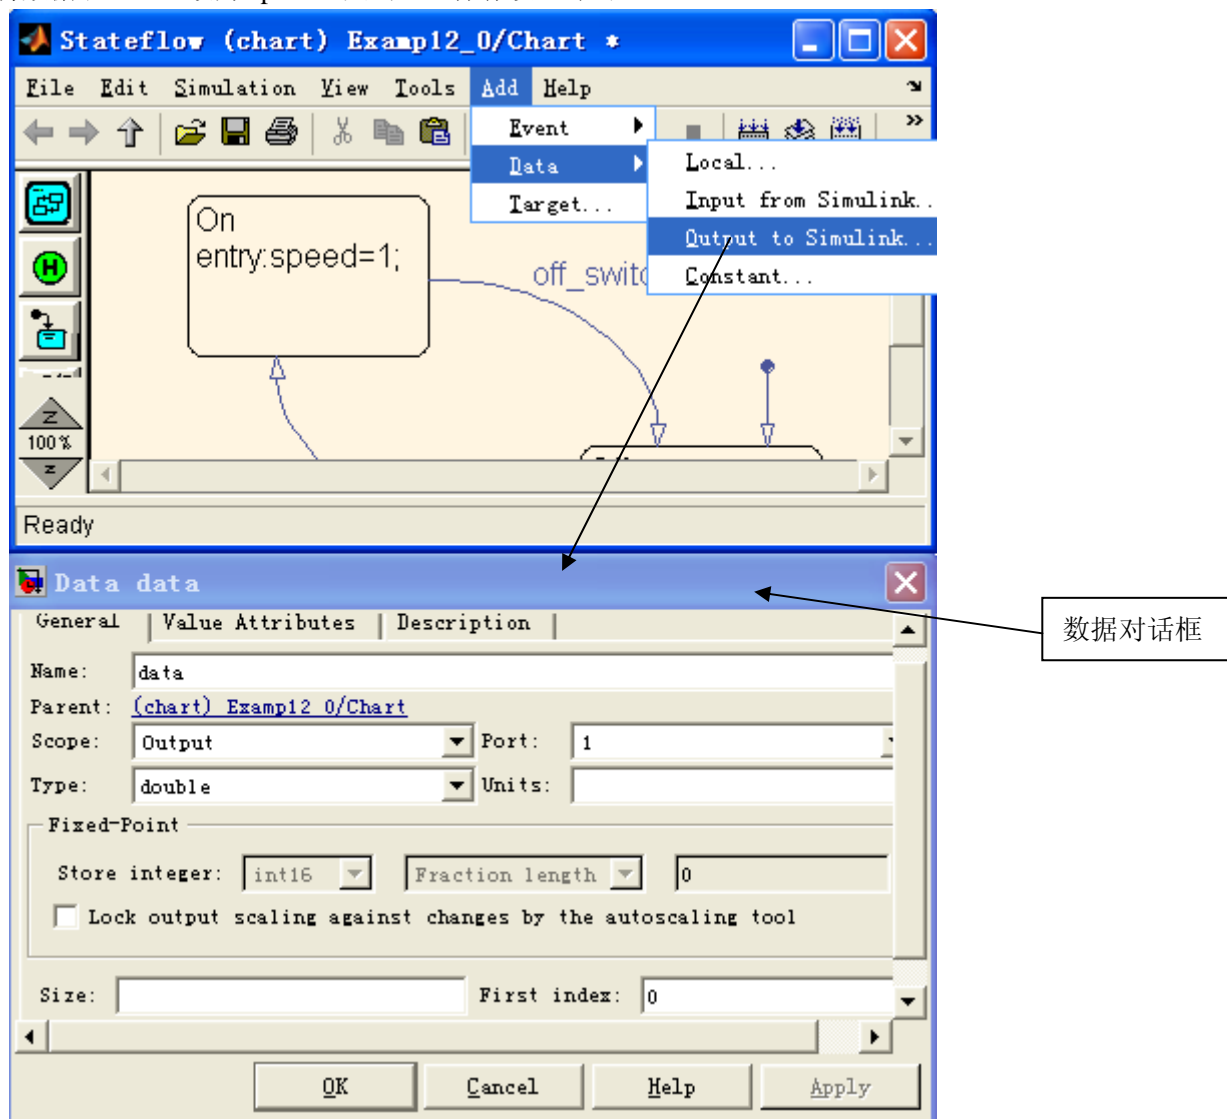 Stateflow (chart) Examp12_0/Chart *
File Edit Simulation View Tools Add Help
Event
Data
Target...
Local...
Input from Simulink..
Output to Simulink...
Constant...
On
entry:speed=1;
off_switc
H
Z
100%
Z
Ready
Data data
数据对话框
General Value Attributes Description
Name: data
Parent: (chart) Examp12_0/Chart
Scope: Output Port: 1
Type: double Units:
Fixed-Point
Store integer: int16 Fraction length 0
Lock output scaling against changes by the autoscaling tool
Size: First index: 0
OK Cancel Help Apply